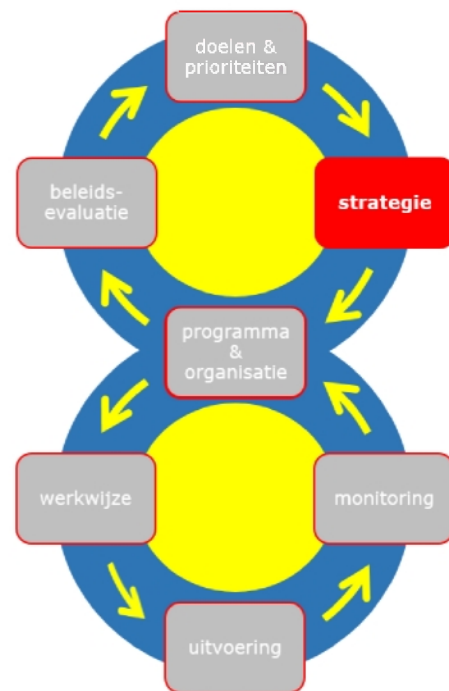 doelen &
prioriteiten
beleids-
evaluatie
strategie
programma
&
organisatie
werkwijze
monitoring
uitvoering